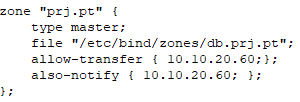 zone "prj.pt" {
    type master;
    file "/etc/bind/zones/db.prj.pt";
    allow-transfer { 10.10.20.60;};
    also-notify { 10.10.20.60; };
};